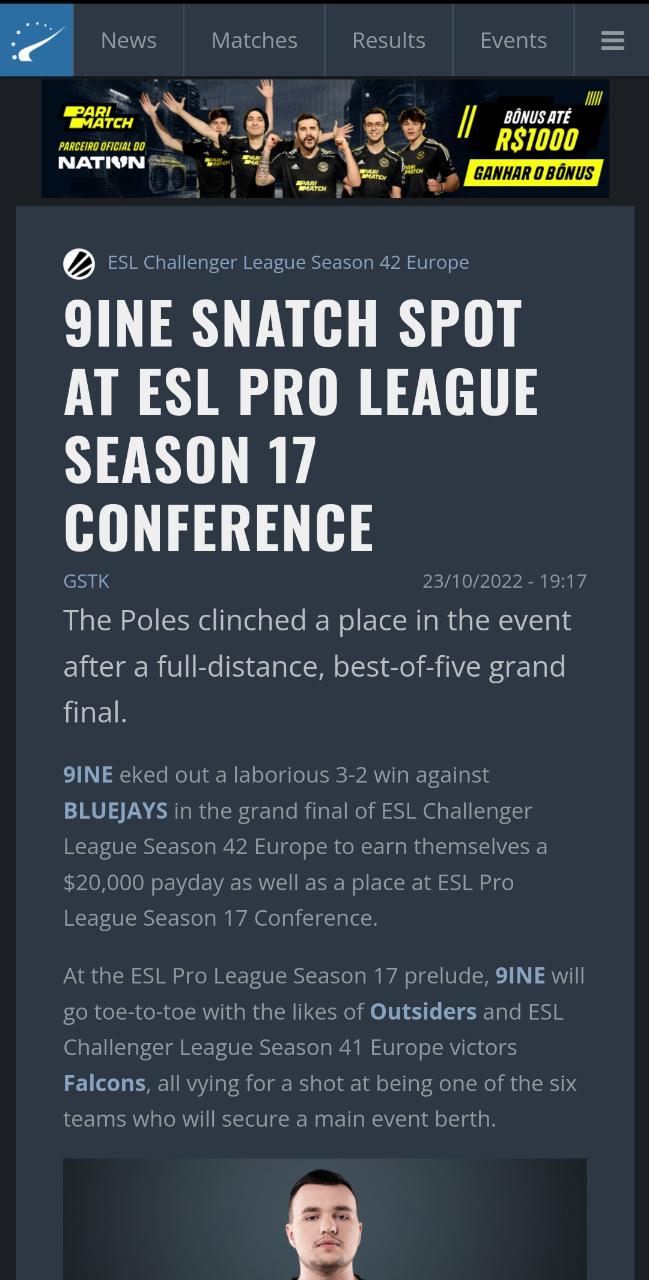 News
Matches
Results
Events
PARI MATCH
PARCEIRO OFICIAL DO
NATION
BÔNUS ATÉ
R$1000
GANHAR O BÔNUS
ESL Challenger League Season 42 Europe
9INE SNATCH SPOT
AT ESL PRO LEAGUE
SEASON 17
CONFERENCE
GSTK
23/10/2022 - 19:17
The Poles clinched a place in the event
after a full-distance, best-of-five grand
final.
9INE eked out a laborious 3-2 win against
BLUEJAYS in the grand final of ESL Challenger
League Season 42 Europe to earn themselves a
$20,000 payday as well as a place at ESL Pro
League Season 17 Conference.
At the ESL Pro League Season 17 prelude, 9INE will
go toe-to-toe with the likes of Outsiders and ESL
Challenger League Season 41 Europe victors
Falcons, all vying for a shot at being one of the six
teams who will secure a main event berth.